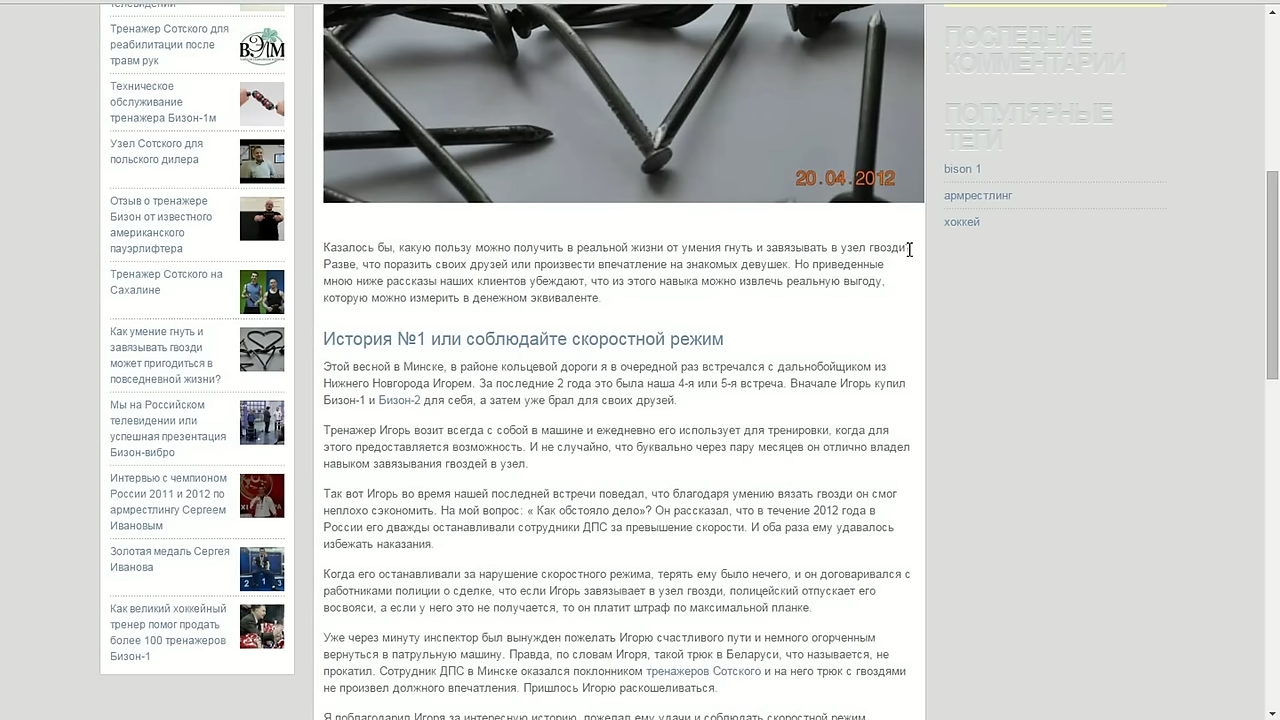 телевидении
Тренажер Сотского для
реабилитации после
травм рук
ВЭЛМ
Техническое
обслуживание
тренажера Бизон-1м
Узел Сотского для
польского дилера
Отзыв о тренажере
Бизон от известного
американского
пауэрлифтера
Тренажер Сотского на
Сахалине
Как умение гнуть и
завязывать гвозди
может пригодиться в
повседневной жизни?
Мы на Российском
телевидении или
успешная презентация
Бизон-вибро
Интервью с чемпионом
России 2011 и 2012 по
армрестлингу Сергеем
Ивановым
Золотая медаль Сергея
Иванова
Как великий хоккейный
тренер помог продать
более 100 тренажеров
Бизон-1
20.04.2012
Казалось бы, какую пользу можно получить в реальной жизни от умения гнуть и завязывать в узел гвозди?
Разве, что поразить своих друзей или произвести впечатление на знакомых девушек. Но приведенные
мною ниже рассказы наших клиентов убеждают, что из этого навыка можно извлечь реальную выгоду,
которую можно измерить в денежном эквиваленте.
История №1 или соблюдайте скоростной режим
Этой весной в Минске, в районе кольцевой дороги я в очередной раз встречался с дальнобойщиком из
Нижнего Новгорода Игорем. За последние 2 года это была наша 4-я или 5-я встреча. Вначале Игорь купил
Бизон-1 и Бизон-2 для себя, а затем уже брал для своих друзей.
Тренажер Игорь возит всегда с собой в машине и ежедневно его использует для тренировки, когда для
этого предоставляется возможность. И не случайно, что буквально через пару месяцев он отлично владел
навыком завязывания гвоздей в узел.
Так вот Игорь во время нашей последней встречи поведал, что благодаря умению вязать гвозди он смог
неплохо сэкономить. На мой вопрос: « Как обстояло дело»? Он рассказал, что в течение 2012 года в
России его дважды останавливали сотрудники ДПС за превышение скорости. И оба раза ему удавалось
избежать наказания.
Когда его останавливали за нарушение скоростного режима, терять ему было нечего, и он договаривался с
работниками полиции о сделке, что если Игорь завязывает в узел гвозди, полицейский отпускает его
восвояси, а если у него это не получается, то он платит штраф по максимальной планке.
Уже через минуту инспектор был вынужден пожелать Игорю счастливого пути и немного огорченным
вернуться в патрульную машину. Правда, по словам Игоря, такой трюк в Беларуси, что называется, не
прокатил. Сотрудник ДПС в Минске оказался поклонником тренажеров Сотского и на него трюк с гвоздями
не произвел должного впечатления. Пришлось Игорю раскошеливаться.
Я поблагодарил Игоря за интересную историю, пожелал ему удачи и соблюдать скоростной режим.
ПОСЛЕДНИЕ
КОММЕНТАРИИ
ПОПУЛЯРНЫЕ
ТЕГИ
bison 1
армрестлинг
хоккей